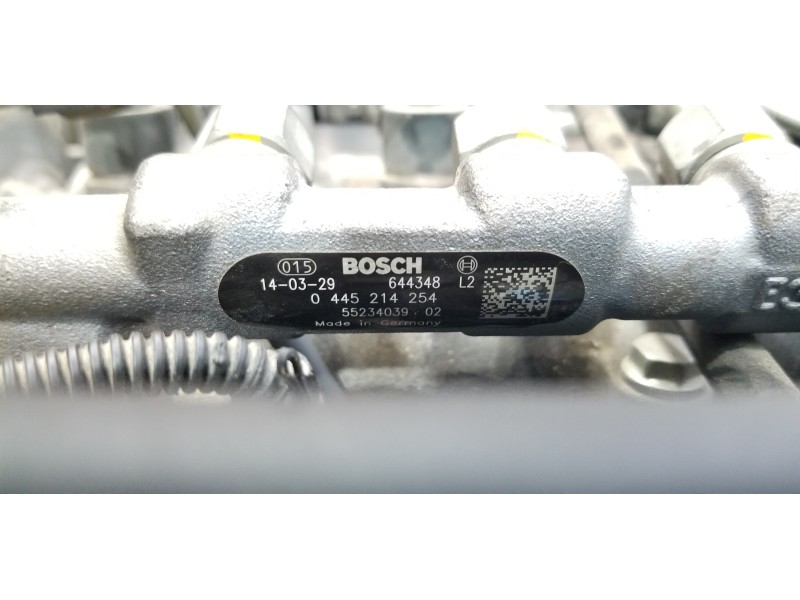 015 BOSCH
14-03-29 644348 L2
0 445 214 254
55234039 02
Made in Germany